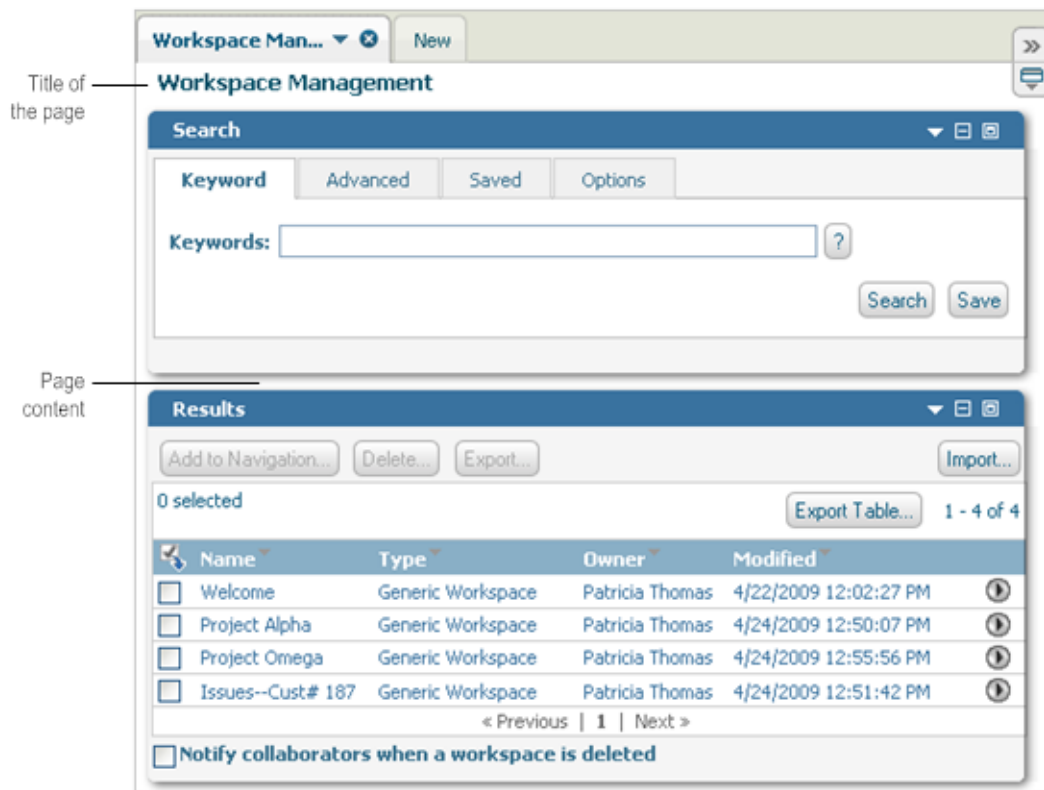 Workspace Man... New
Title of
the page
Workspace Management
Search
Keyword Advanced Saved Options
Keywords: ?
Search Save
Page
content
Results
Add to Navigation... Delete... Export... Import...
0 selected
Export Table... 1 - 4 of 4
Name Type Owner Modified
Welcome Generic Workspace Patricia Thomas 4/22/2009 12:02:27 PM
Project Alpha Generic Workspace Patricia Thomas 4/24/2009 12:50:07 PM
Project Omega Generic Workspace Patricia Thomas 4/24/2009 12:55:56 PM
Issues--Cust# 187 Generic Workspace Patricia Thomas 4/24/2009 12:51:42 PM
« Previous | 1 | Next »
Notify collaborators when a workspace is deleted